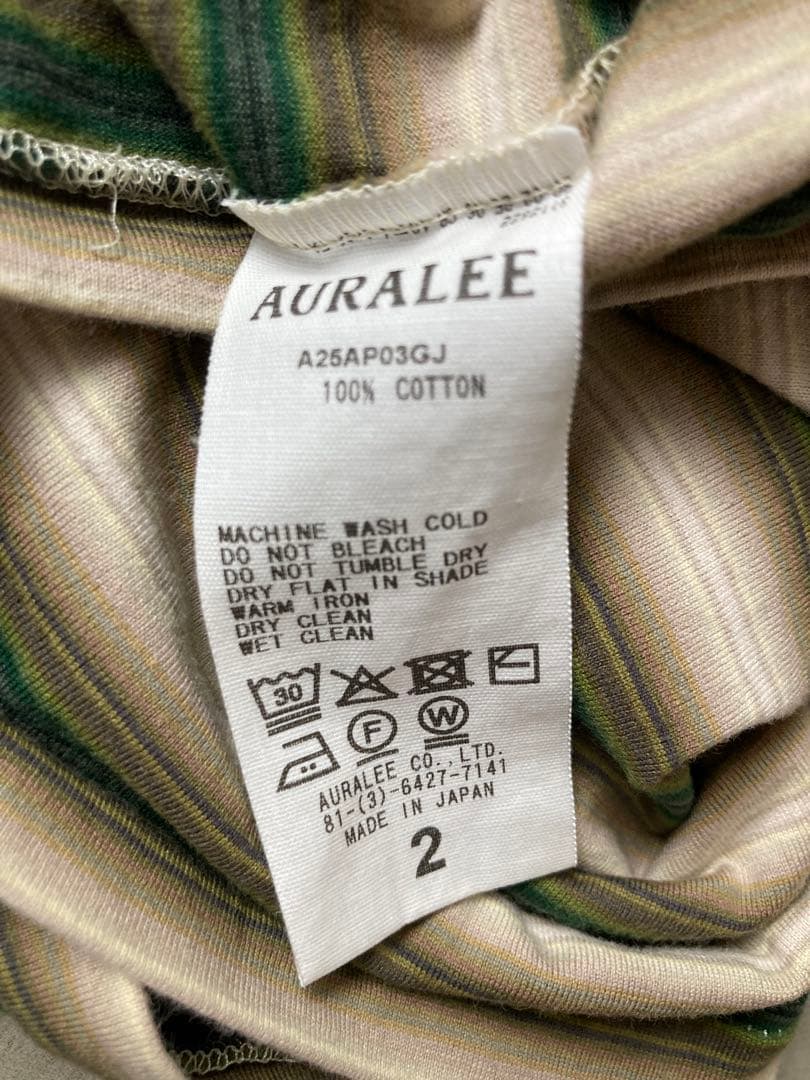 AURALEE
A25AP03GJ
100% COTTON
MACHINE WASH COLD
DO NOT BLEACH
DO NOT TUMBLE DRY
DRY FLAT IN SHADE
WARM IRON
DRY CLEAN
WET CLEAN
30
F W
AURALEE CO.,LTD.
81-(3)-6427-7141
MADE IN JAPAN
2